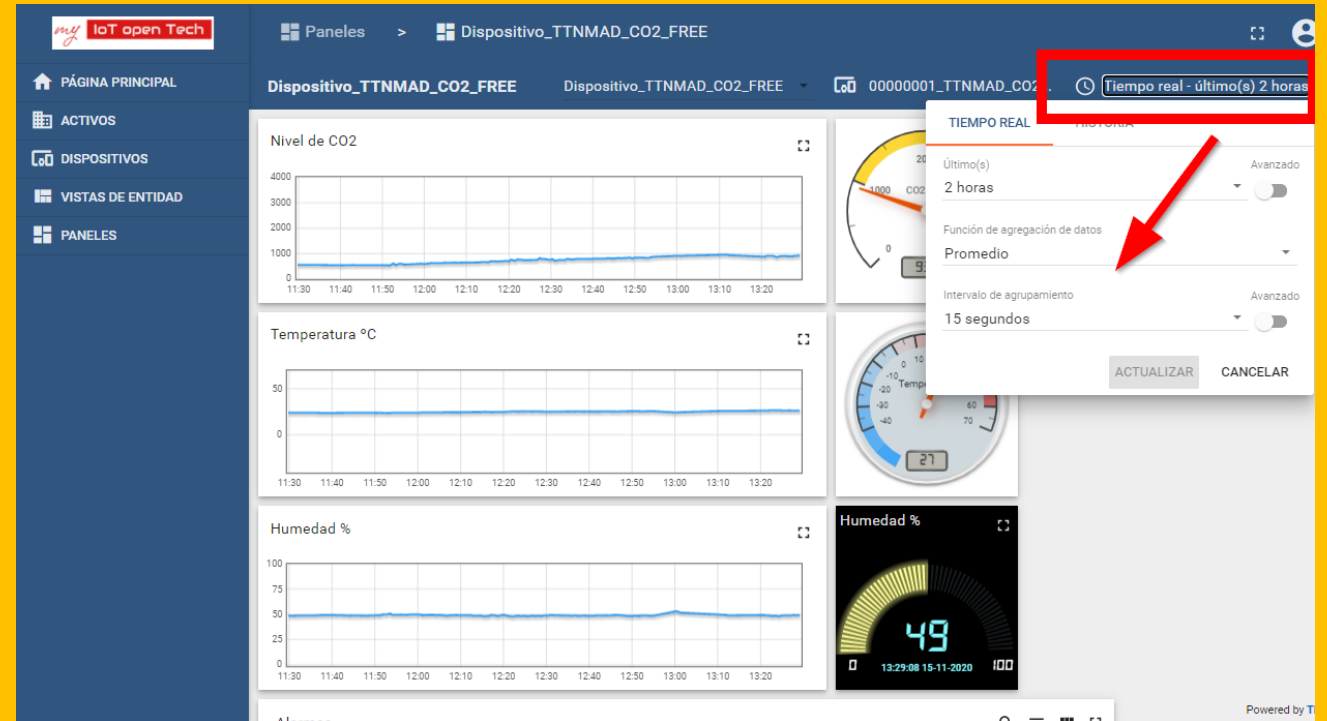 my IoT open Tech
Paneles > Dispositivo_TTNMAD_CO2_FREE
PÁGINA PRINCIPAL
ACTIVOS
DISPOSITIVOS
VISTAS DE ENTIDAD
PANELES
Dispositivo_TTNMAD_CO2_FREE Dispositivo_TTNMAD_CO2_FREE 00000001_TTNMAD_CO2... Tiempo real - último(s) 2 horas
TIEMPO REAL HISTORIA
Último(s) Avanzado
2 horas
Función de agregación de datos
Promedio
Intervalo de agrupamiento Avanzado
15 segundos
ACTUALIZAR CANCELAR
Nivel de CO2
4000
3000
2000
1000
0
11:30 11:40 11:50 12:00 12:10 12:20 12:30 12:40 12:50 13:00 13:10 13:20
20
1000 CO2
0
93
Temperatura ºC
50
0
11:30 11:40 11:50 12:00 12:10 12:20 12:30 12:40 12:50 13:00 13:10 13:20
10
0
-10
-20 Temp
-30 60
-40 70
27
Humedad %
100
75
50
25
0
11:30 11:40 11:50 12:00 12:10 12:20 12:30 12:40 12:50 13:00 13:10 13:20
Humedad %
49
0 13:29:08 15-11-2020 100
Powered by